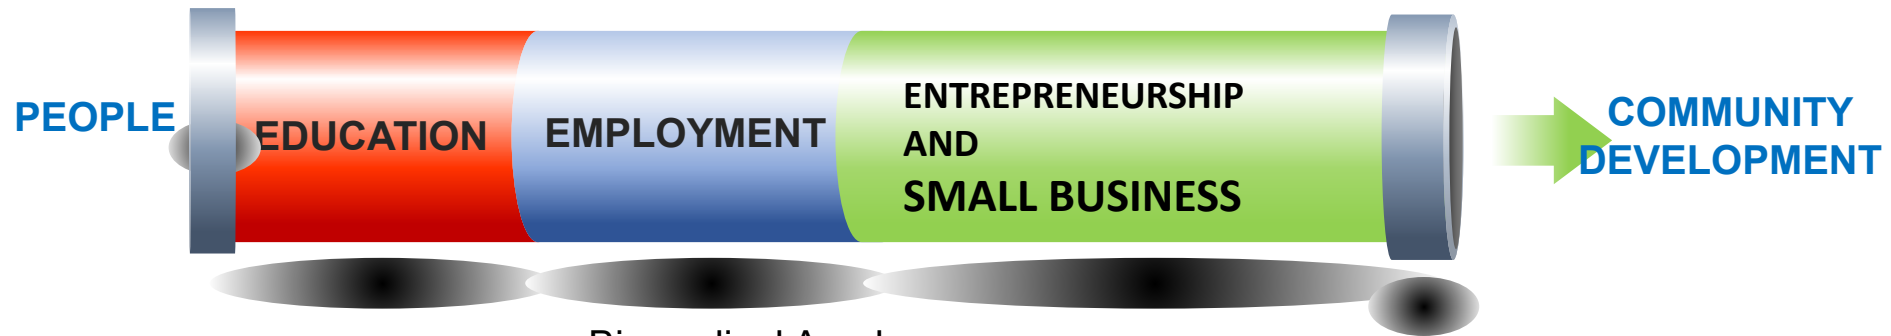 PEOPLE
EDUCATION
EMPLOYMENT
ENTREPRENEURSHIP
AND
SMALL BUSINESS
COMMUNITY
DEVELOPMENT